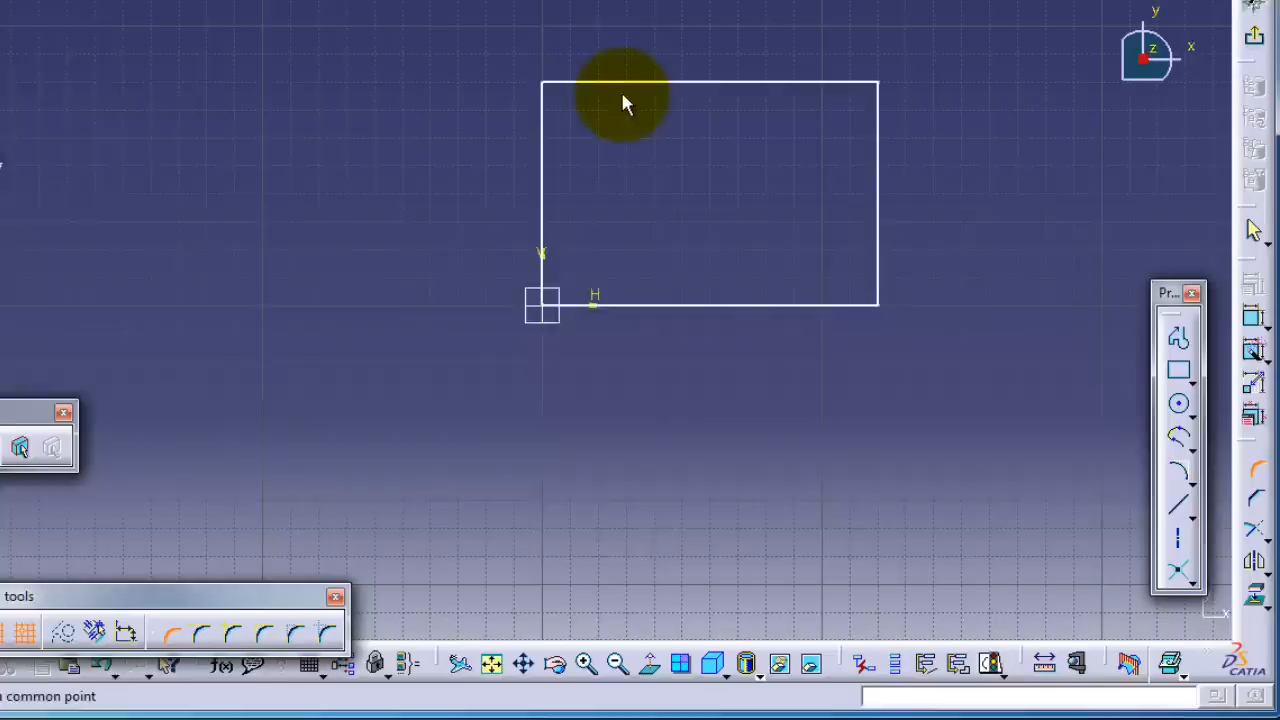 y
x
z
V
H
Pr...
tools
f(x)
x
CATIA
common point